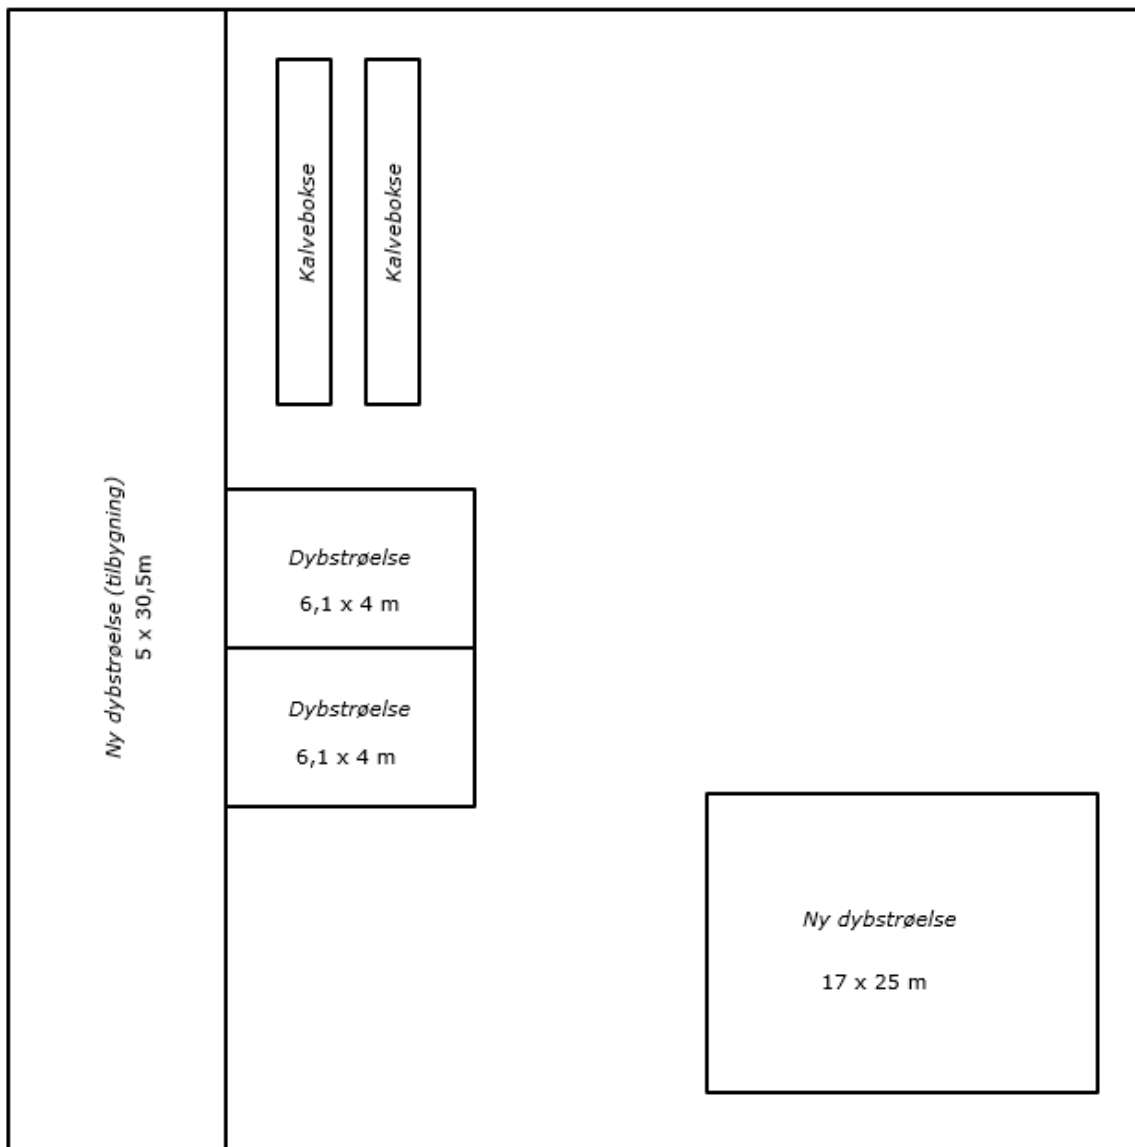 Kalvebokse
Kalvebokse
Ny dybstrøelse (tilbygning)
5 x 30,5m
Dybstrøelse
6,1 x 4 m
Dybstrøelse
6,1 x 4 m
Ny dybstrøelse
17 x 25 m